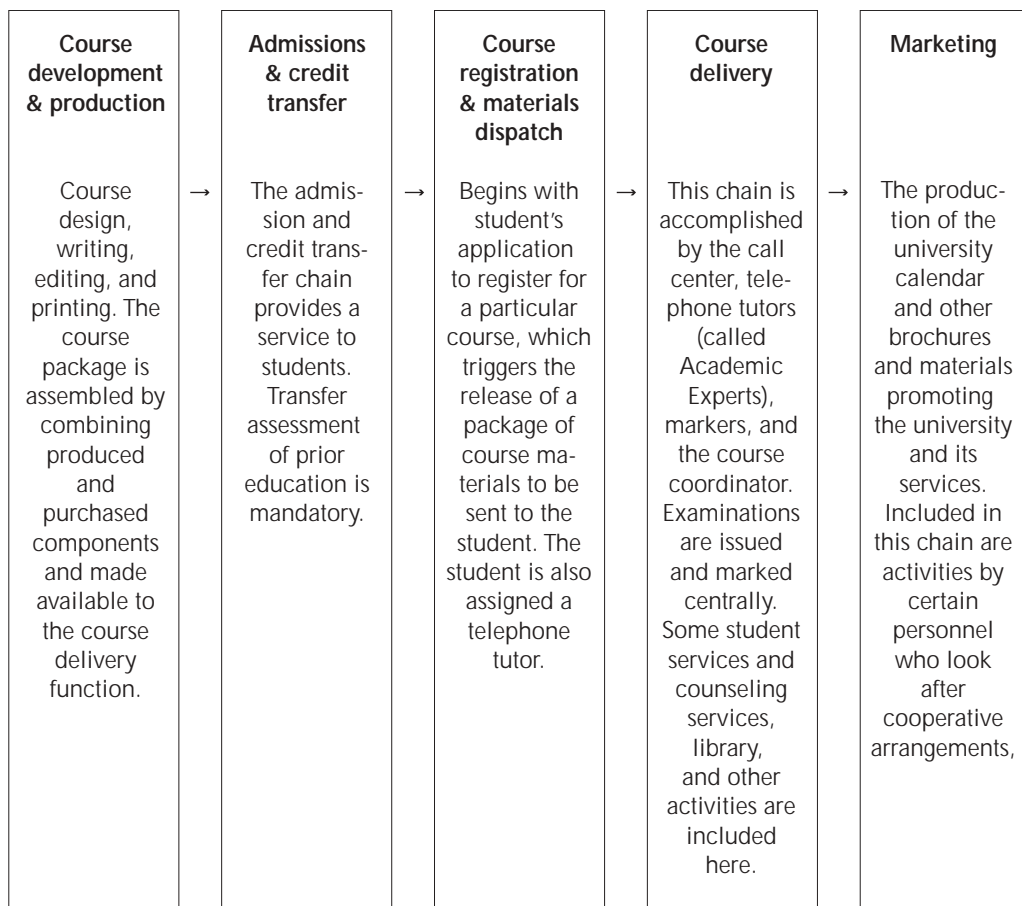 Course
development
& production
Course
design,
writing,
editing, and
printing. The
course
package is
assembled by
combining
produced
and
purchased
components
and made
available to
the course
delivery
function.
→
Admissions
& credit
transfer
The admis-
sion and
credit trans-
fer chain
provides a
service to
students.
Transfer
assessment
of prior
education is
mandatory.
→
Course
registration
& materials
dispatch
Begins with
student’s
application
to register for
a particular
course, which
triggers the
release of a
package of
course ma-
terials to be
sent to the
student. The
student is also
assigned a
telephone
tutor.
→
Course
delivery
This chain is
accomplished
by the call
center, tele-
phone tutors
(called
Academic
Experts),
markers, and
the course
coordinator.
Examinations
are issued
and marked
centrally.
Some student
services and
counseling
services,
library,
and other
activities are
included
here.
→
Marketing
The produc-
tion of the
university
calendar
and other
brochures
and materials
promoting
the university
and its
services.
Included in
this chain are
activities by
certain
personnel
who look
after
cooperative
arrangements,